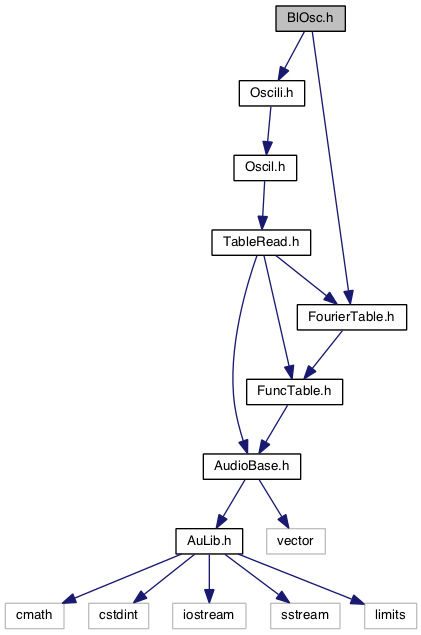 BlOsc.h
Oscili.h
Oscil.h
TableRead.h
FourierTable.h
FuncTable.h
AudioBase.h
AuLib.h
vector
cmath
cstdint
iostream
sstream
limits